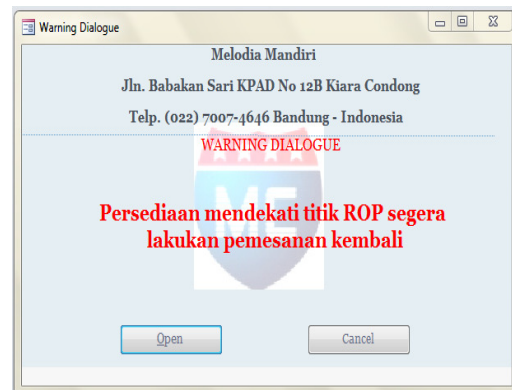 Warning Dialogue
Melodia Mandiri
Jln. Babakan Sari KPAD No 12B Kiara Condong
Telp. (022) 7007-4646 Bandung - Indonesia
WARNING DIALOGUE
ME
Persediaan mendekati titik ROP segera
lakukan pemesanan kembali
Open
Cancel